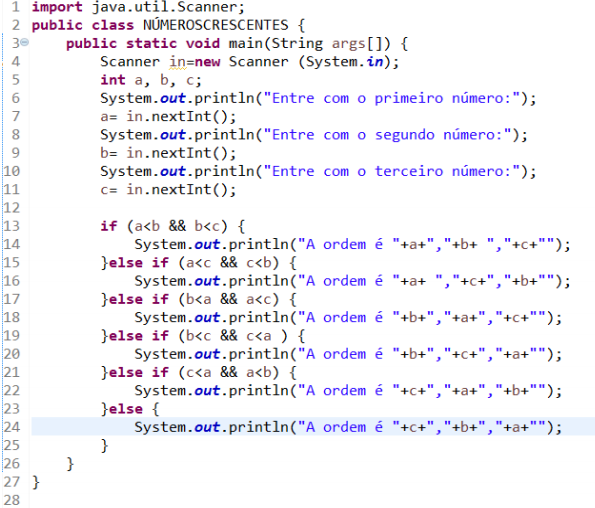 1 import java.util.Scanner;
2 public class NÚMEROSCRESCENTES {
3 public static void main(String args[]) {
4 Scanner in=new Scanner (System.in);
5 int a, b, c;
6 System.out.println("Entre com o primeiro número:");
7 a= in.nextInt();
8 System.out.println("Entre com o segundo número:");
9 b= in.nextInt();
10 System.out.println("Entre com o terceiro número:");
11 c= in.nextInt();
12
13 if (a<b && b<c) {
14 System.out.println("A ordem é "+a+","+b+ ","+c+"");
15 }else if (a<c && c<b) {
16 System.out.println("A ordem é "+a+ ","+c+","+b+"");
17 }else if (b<a && a<c) {
18 System.out.println("A ordem é "+b+","+a+","+c+"");
19 }else if (b<c && c<a ) {
20 System.out.println("A ordem é "+b+","+c+","+a+"");
21 }else if (c<a && a<b) {
22 System.out.println("A ordem é "+c+","+a+","+b+"");
23 }else {
24 System.out.println("A ordem é "+c+","+b+","+a+"");
25 }
26 }
27 }
28